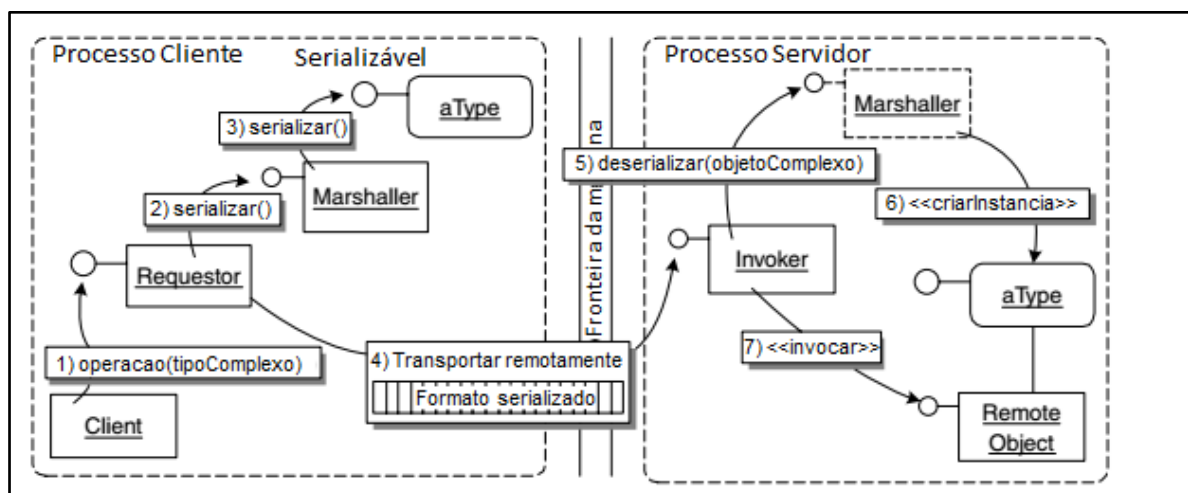 Processo Cliente
Serializável
aType
3) serializar()
Marshaller
2) serializar()
Requestor
1) operacao(tipoComplexo)
Client
4) Transportar remotamente
Formato serializado
Fronteira da
na
Processo Servidor
Marshaller
5) deserializar(objetoComplexo)
6) <<criarInstancia>>
Invoker
aType
7) <<invocar>>
Remote
Object